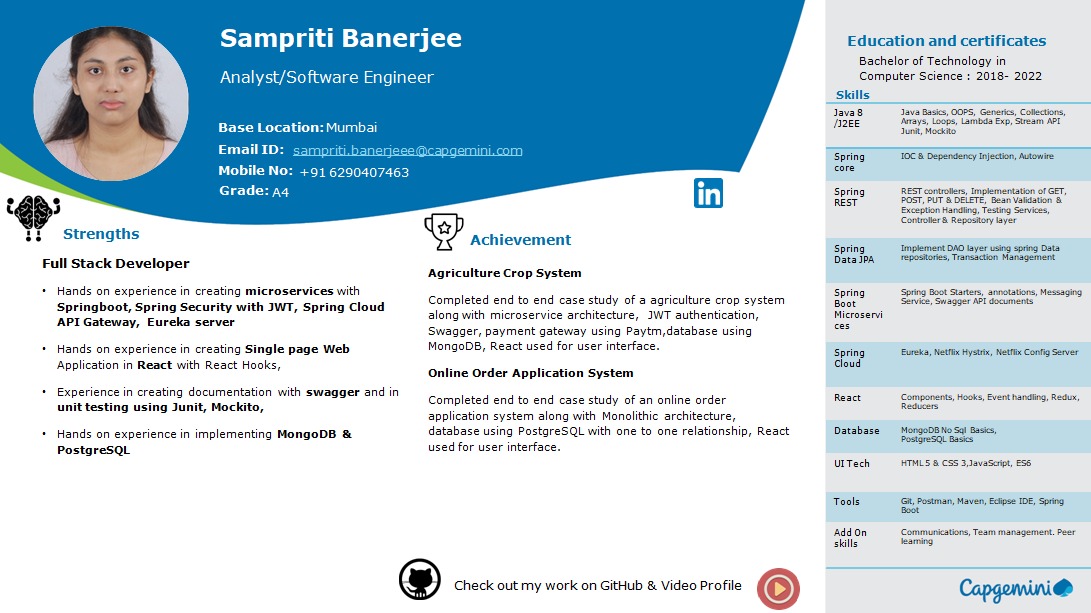 Sampriti Banerjee
Analyst/Software Engineer
Base Location: Mumbai
Email ID: sampriti.banerjeee@capgemini.com
Mobile No: +91 6290407463
Grade: A4
in
Strengths
Full Stack Developer
• Hands on experience in creating microservices with
Springboot, Spring Security with JWT, Spring Cloud
API Gateway, Eureka server
• Hands on experience in creating Single page Web
Application in React with React Hooks,
• Experience in creating documentation with swagger and in
unit testing using Junit, Mockito,
• Hands on experience in implementing MongoDB &
PostgreSQL
Achievement
Agriculture Crop System
Completed end to end case study of a agriculture crop system
along with microservice architecture, JWT authentication,
Swagger, payment gateway using Paytm,database using
MongoDB, React used for user interface.
Online Order Application System
Completed end to end case study of an online order
application system along with Monolithic architecture,
database using PostgreSQL with one to one relationship, React
used for user interface.
Check out my work on GitHub & Video Profile
Education and certificates
Bachelor of Technology in
Computer Science : 2018- 2022
Skills
Java 8
/J2EE
Java Basics, OOPS, Generics, Collections,
Arrays, Loops, Lambda Exp, Stream API
Junit, Mockito
Spring
core
IOC & Dependency Injection, Autowire
Spring
REST
REST controllers, Implementation of GET,
POST, PUT & DELETE, Bean Validation &
Exception Handling, Testing Services,
Controller & Repository layer
Spring
Data JPA
Implement DAO layer using spring Data
repositories, Transaction Management
Spring
Boot
Microservi
ces
Spring Boot Starters, annotations, Messaging
Service, Swagger API documents
Spring
Cloud
Eureka, Netflix Hystrix, Netflix Config Server
React
Components, Hooks, Event handling, Redux,
Reducers
Database
MongoDB No Sql Basics,
PostgreSQL Basics
UI Tech
HTML 5 & CSS 3,JavaScript, ES6
Tools
Git, Postman, Maven, Eclipse IDE, Spring
Boot
Add On
skills
Communications, Team management. Peer
learning
Capgemini